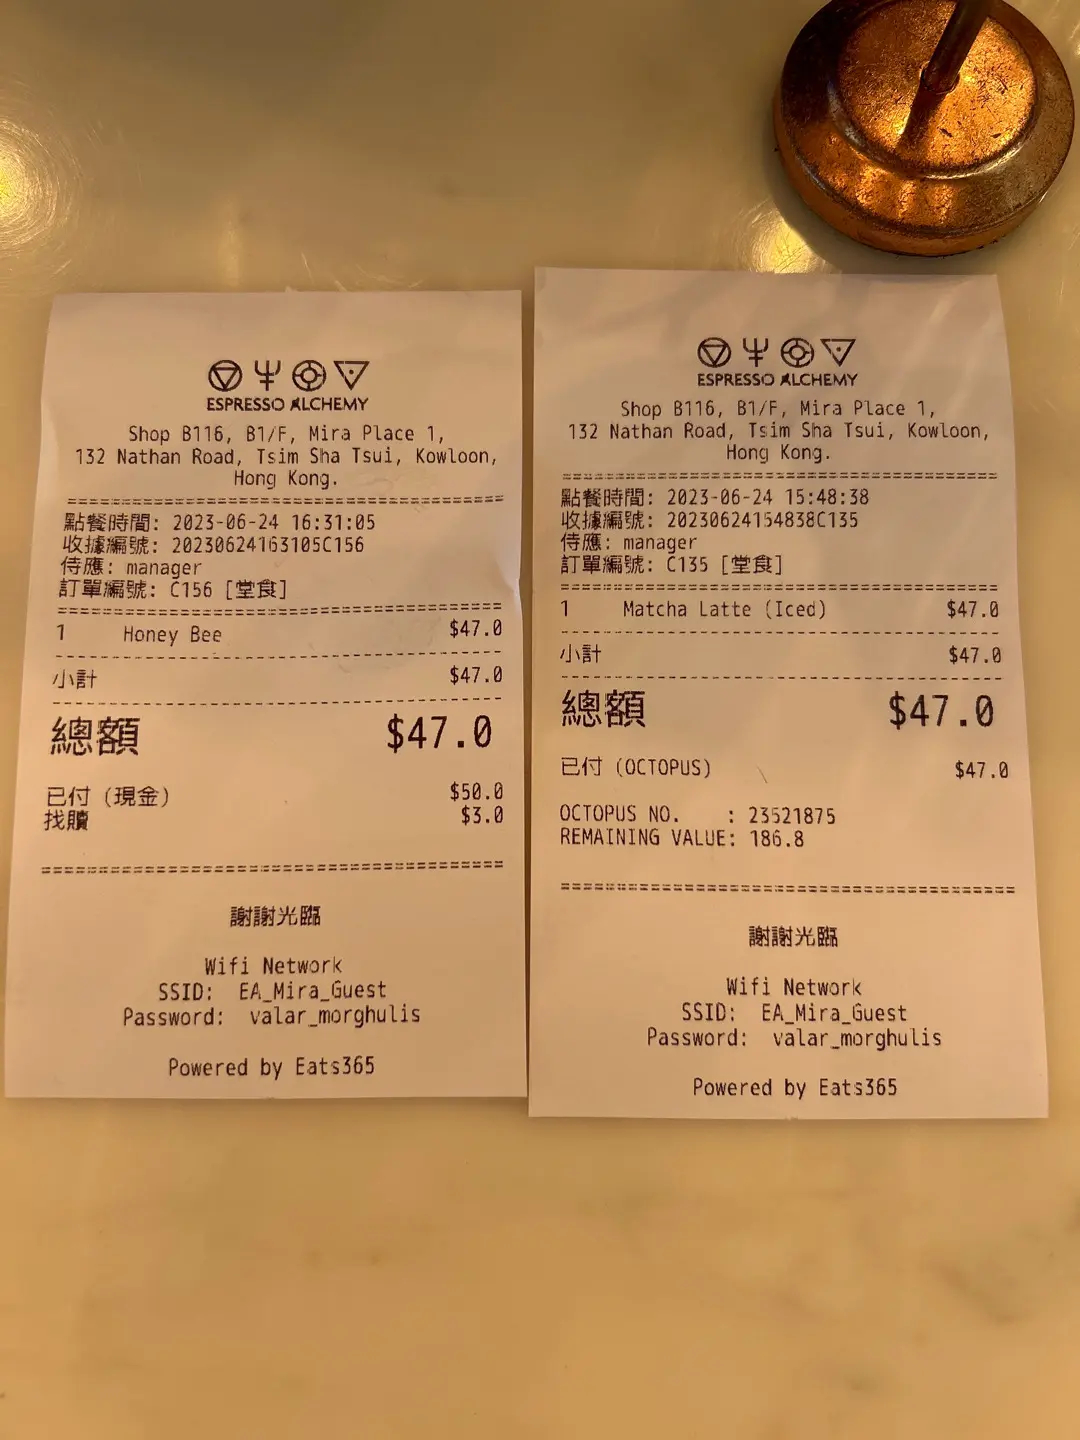 ESPRESSO ALCHEMY
Shop B116, B1/F, Mira Place 1,
132 Nathan Road, Tsim Sha Tsui, Kowloon,
Hong Kong.
點餐時間: 2023-06-24 16:31:05
收據編號: 20230624163105C156
侍應: manager
訂單編號: C156 [堂食]
1 Honey Bee $47.0
小計 $47.0
總額 $47.0
已付 (現金) $50.0
找贖 $3.0
謝謝光臨
Wifi Network
SSID: EA_Mira_Guest
Password: valar_morghulis
Powered by Eats365
ESPRESSO ALCHEMY
Shop B116, B1/F, Mira Place 1,
132 Nathan Road, Tsim Sha Tsui, Kowloon,
Hong Kong.
點餐時間: 2023-06-24 15:48:38
收據編號: 20230624154838C135
侍應: manager
訂單編號: C135 [堂食]
1 Matcha Latte (Iced) $47.0
小計 $47.0
總額 $47.0
已付 (OCTOPUS) $47.0
OCTOPUS NO. : 23521875
REMAINING VALUE: 186.8
謝謝光臨
Wifi Network
SSID: EA_Mira_Guest
Password: valar_morghulis
Powered by Eats365